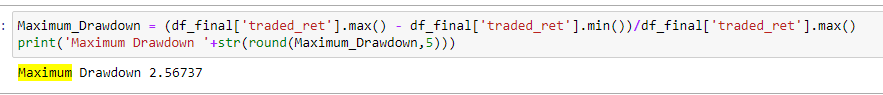 : Maximum_Drawdown = (df_final['traded_ret'].max() - df_final['traded_ret'].min())/df_final['traded_ret'].max()
print('Maximum Drawdown '+str(round(Maximum_Drawdown,5)))
Maximum Drawdown 2.56737